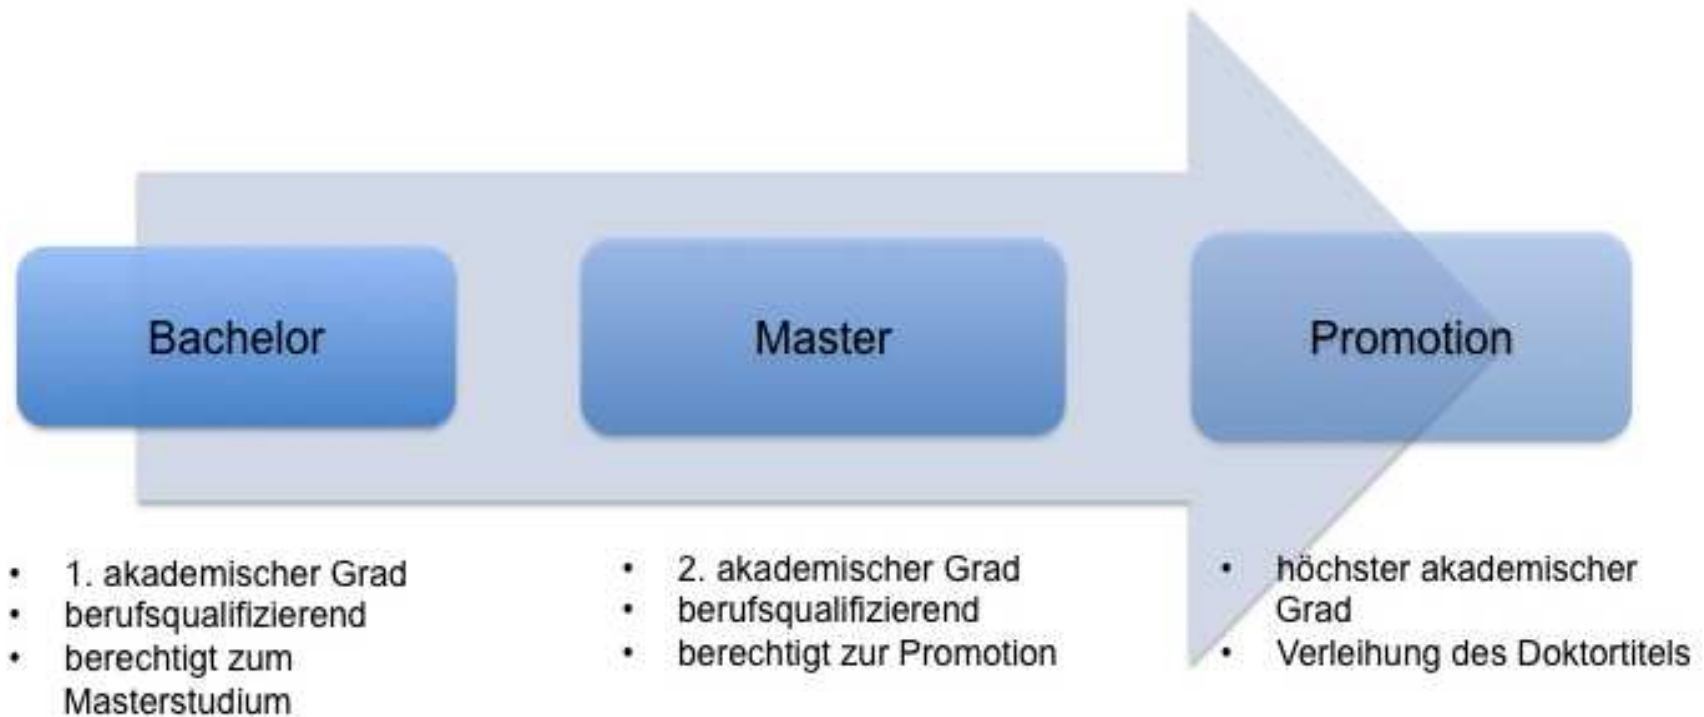 Bachelor
Master
Promotion
• 1. akademischer Grad
• berufsqualifizierend
• berechtigt zum
Masterstudium
• 2. akademischer Grad
• berufsqualifizierend
• berechtigt zur Promotion
• höchster akademischer
Grad
• Verleihung des Doktortitels